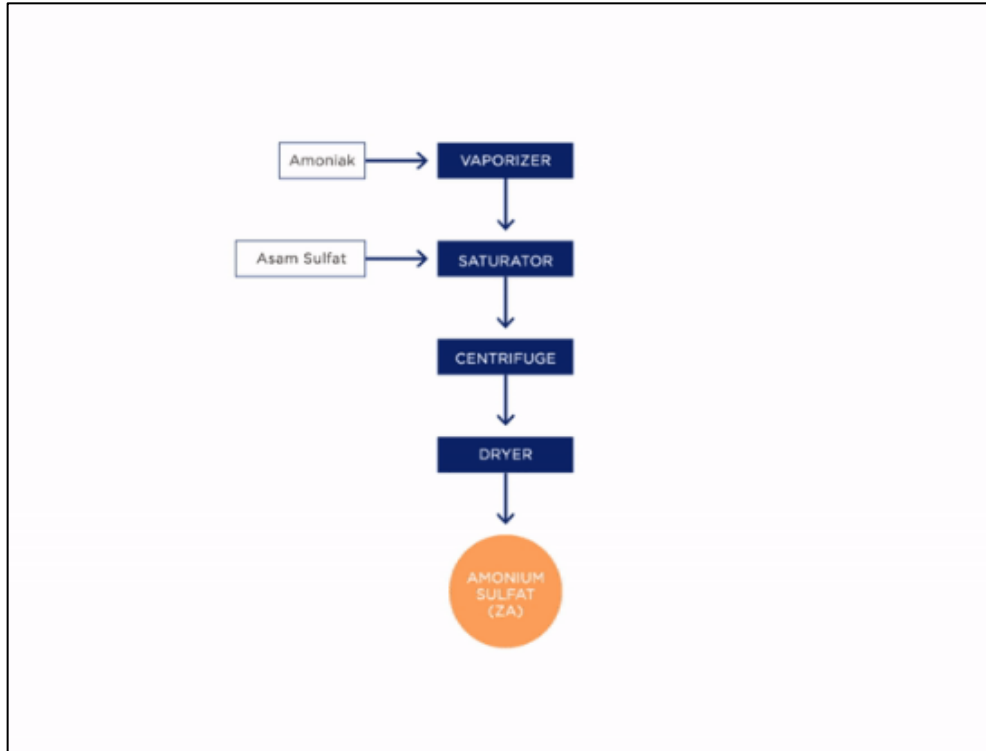 Amoniak
VAPORIZER
Asam Sulfat
SATURATOR
CENTRIFUGE
DRYER
AMONIUM
SULFAT
(ZA)